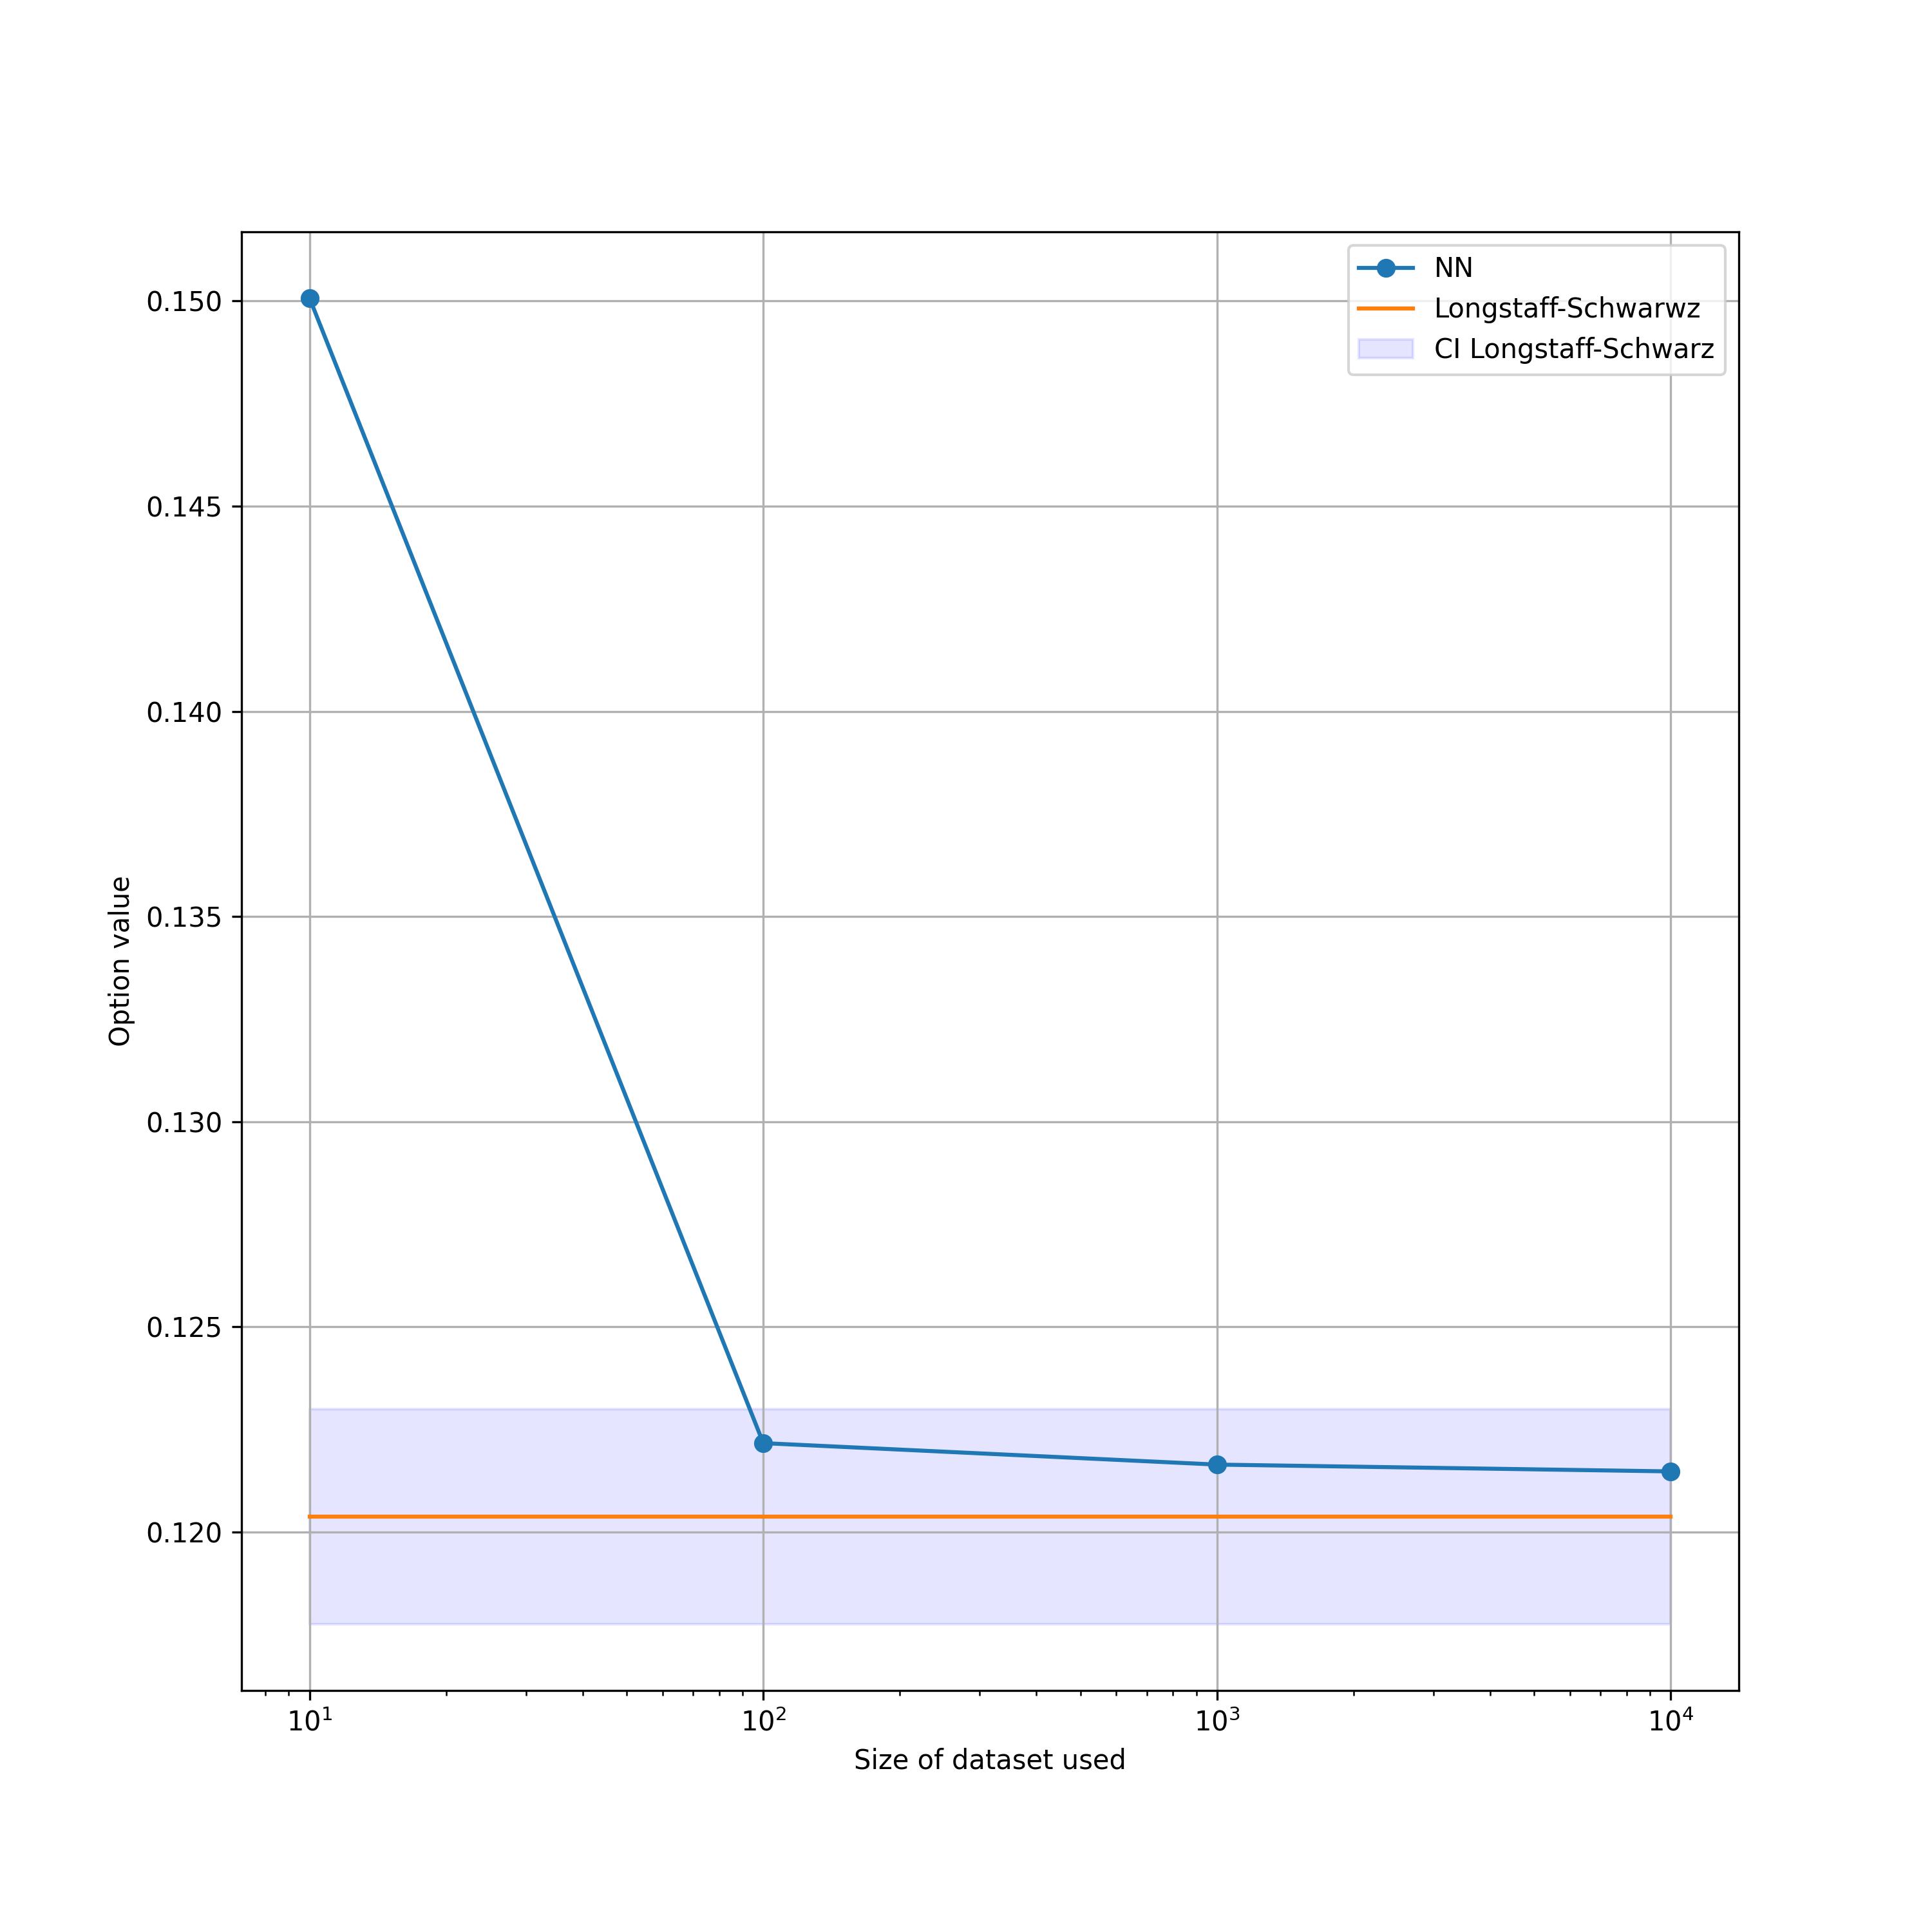 NN
Longstaff-Schwarwz
CI Longstaff-Schwarz
0.150
0.145
0.140
0.135
0.130
0.125
0.120
Option value
10¹ 10² 10³ 10⁴
Size of dataset used